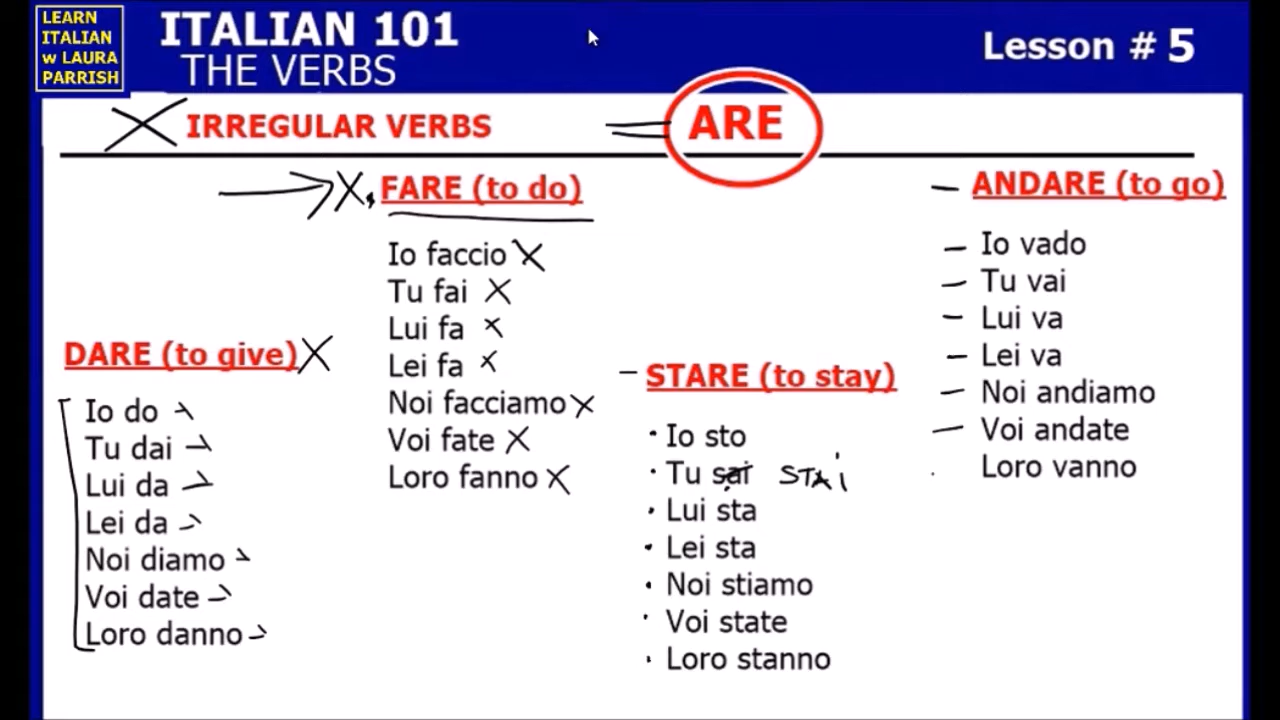 LEARN
ITALIAN
w LAURA
PARRISH
ITALIAN 101
THE VERBS
Lesson # 5
IRREGULAR VERBS
ARE
FARE (to do)
Io faccio
Tu fai
Lui fa
Lei fa
Noi facciamo
Voi fate
Loro fanno
ANDARE (to go)
Io vado
Tu vai
Lui va
Lei va
Noi andiamo
Voi andate
Loro vanno
DARE (to give)
Io do
Tu dai
Lui da
Lei da
Noi diamo
Voi date
Loro danno
STARE (to stay)
Io sto
Tu sai STAi
Lui sta
Lei sta
Noi stiamo
Voi state
Loro stanno